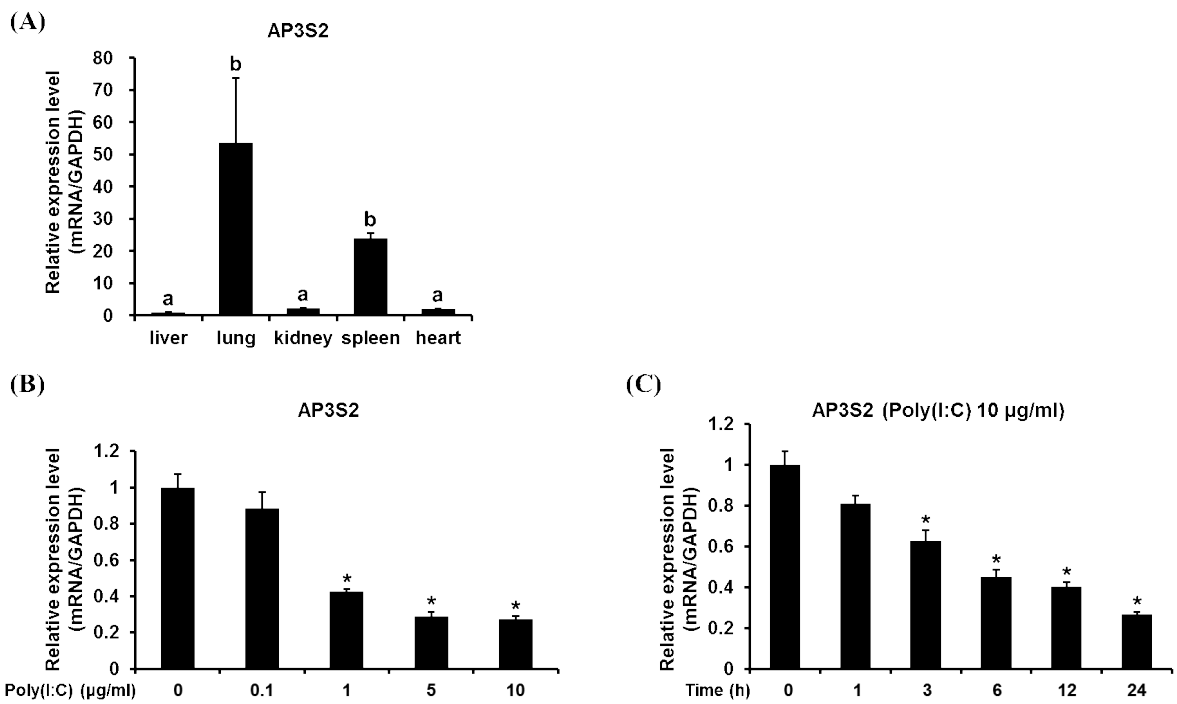 (A)
AP3S2
Relative expression level
(mRNA/GAPDH)
80
70
60
50
40
30
20
10
0
a
b
a
b
a
liver lung kidney spleen heart
(B)
AP3S2
Relative expression level
(mRNA/GAPDH)
1.2
1
0.8
0.6
0.4
0.2
0
*
*
*
Poly(I:C) (µg/ml) 0 0.1 1 5 10
(C)
AP3S2 (Poly(I:C) 10 µg/ml)
Relative expression level
(mRNA/GAPDH)
1.2
1
0.8
0.6
0.4
0.2
0
*
*
*
*
Time (h) 0 1 3 6 12 24